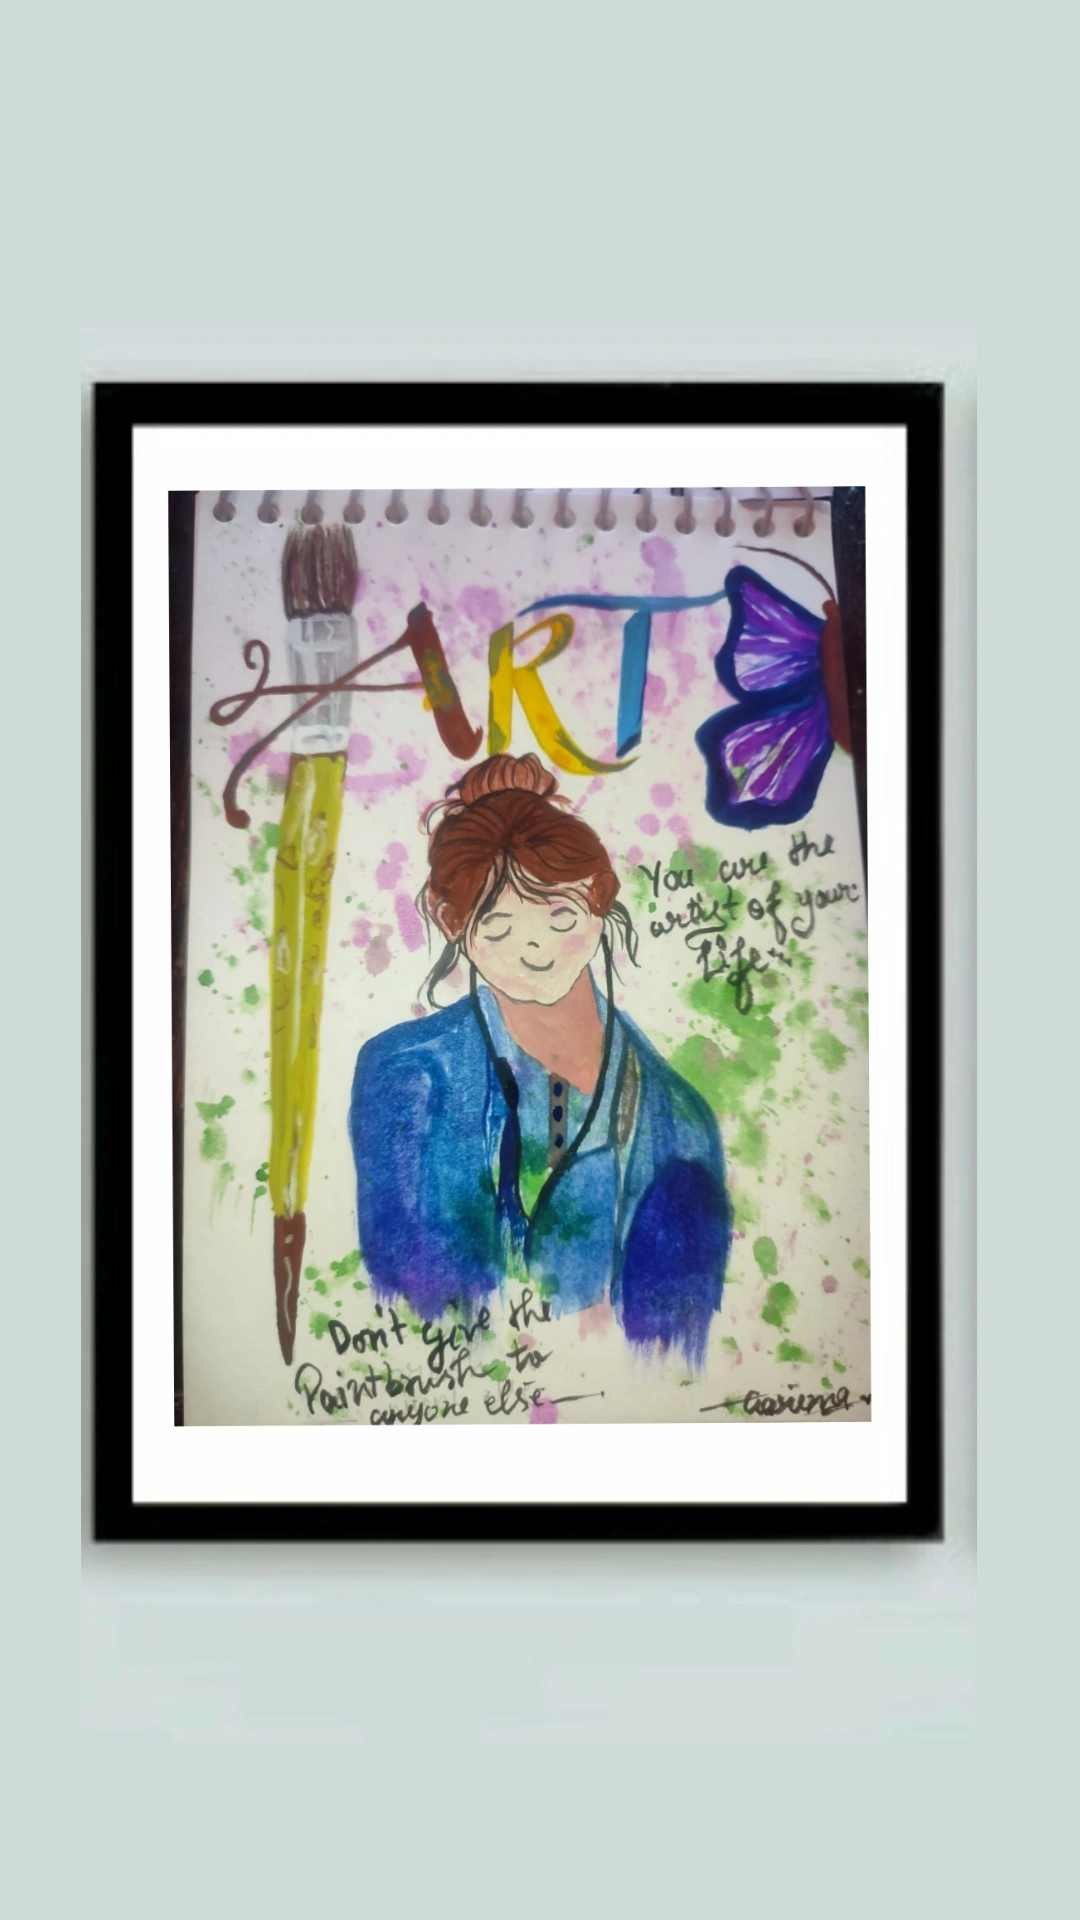 ART
You are the
artist of your
Life~
Don't give the
Paintbrush to
anyone else